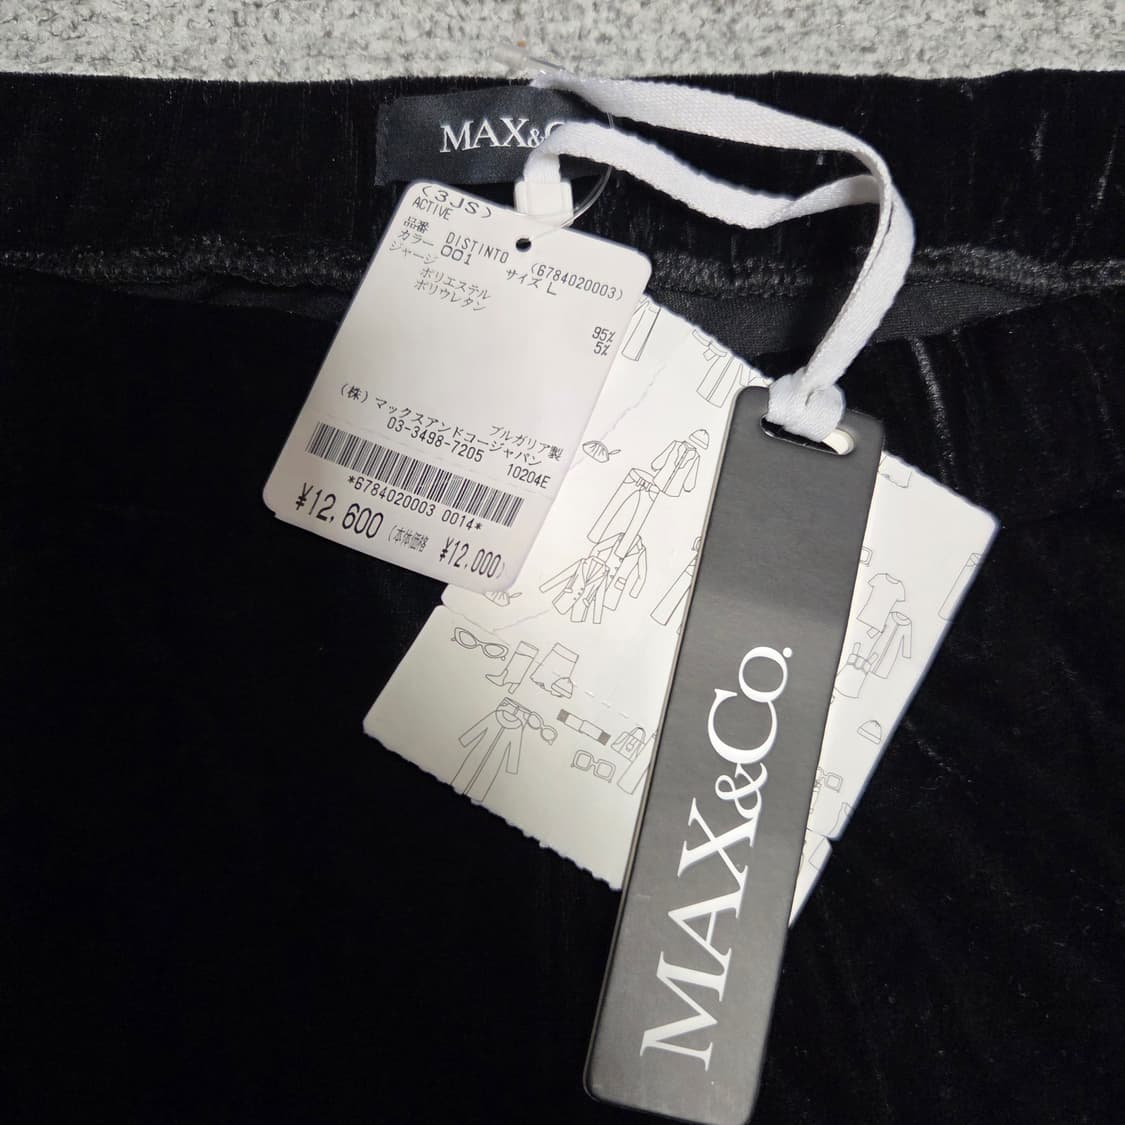 MAX&C
(3JS)
ACTIVE
品番 DISTINTO (6784020003)
カラー 001 サイズ L
ジャージ
ポリエステル 95%
ポリウレタン 5%
ブルガリア製
(株)マックスアンドコージャパン
03-3498-7205 10204E
*6784020003 0014*
¥12,600 (本体価格 ¥12,000)
MAX&Co.